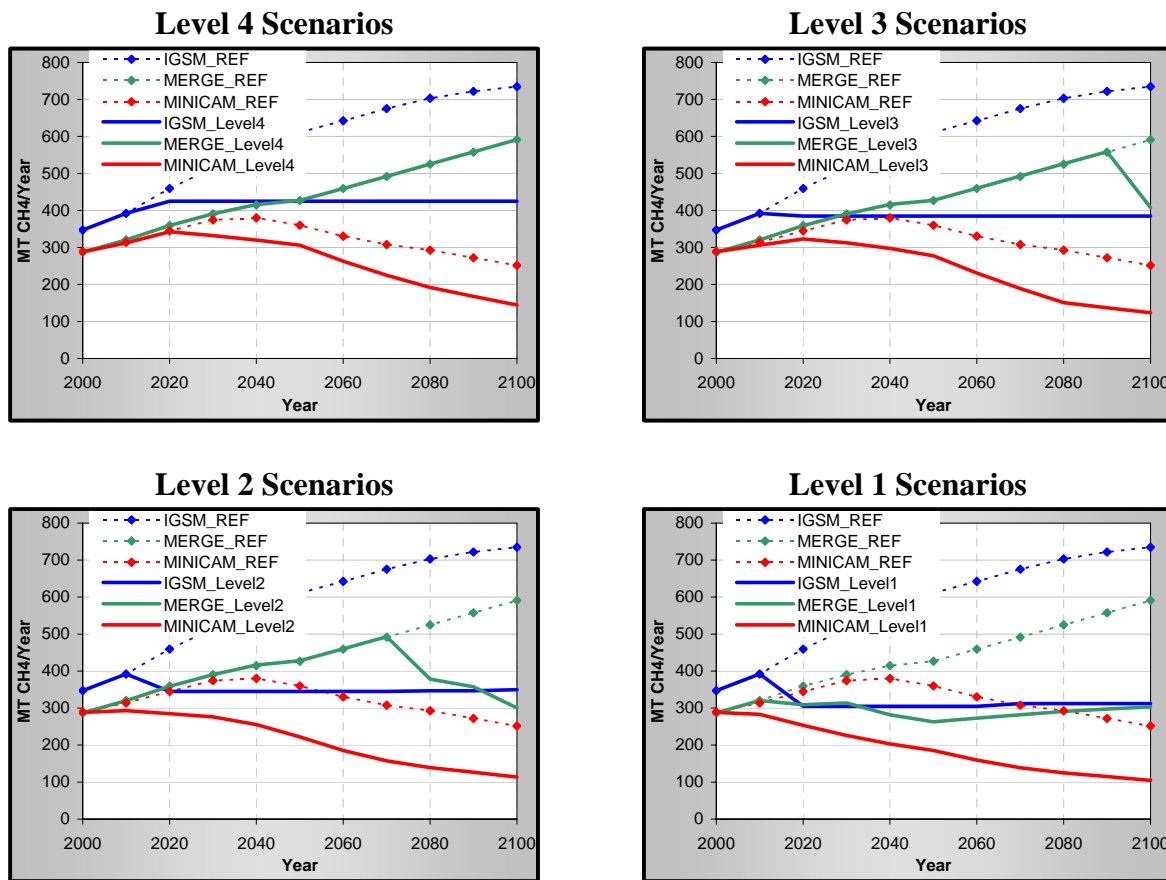 Level 4 Scenarios
IGSM_REF
MERGE_REF
MINICAM_REF
IGSM_Level4
MERGE_Level4
MINICAM_Level4
800
700
600
500
400
300
200
100
0
MT CH4/Year
2000 2020 2040 2060 2080 2100
Year
Level 3 Scenarios
IGSM_REF
MERGE_REF
MINICAM_REF
IGSM_Level3
MERGE_Level3
MINICAM_Level3
800
700
600
500
400
300
200
100
0
MT CH4/Year
2000 2020 2040 2060 2080 2100
Year
Level 2 Scenarios
IGSM_REF
MERGE_REF
MINICAM_REF
IGSM_Level2
MERGE_Level2
MINICAM_Level2
800
700
600
500
400
300
200
100
0
MT CH4/Year
2000 2020 2040 2060 2080 2100
Year
Level 1 Scenarios
IGSM_REF
MERGE_REF
MINICAM_REF
IGSM_Level1
MERGE_Level1
MINICAM_Level1
800
700
600
500
400
300
200
100
0
MT CH4/Year
2000 2020 2040 2060 2080 2100
Year